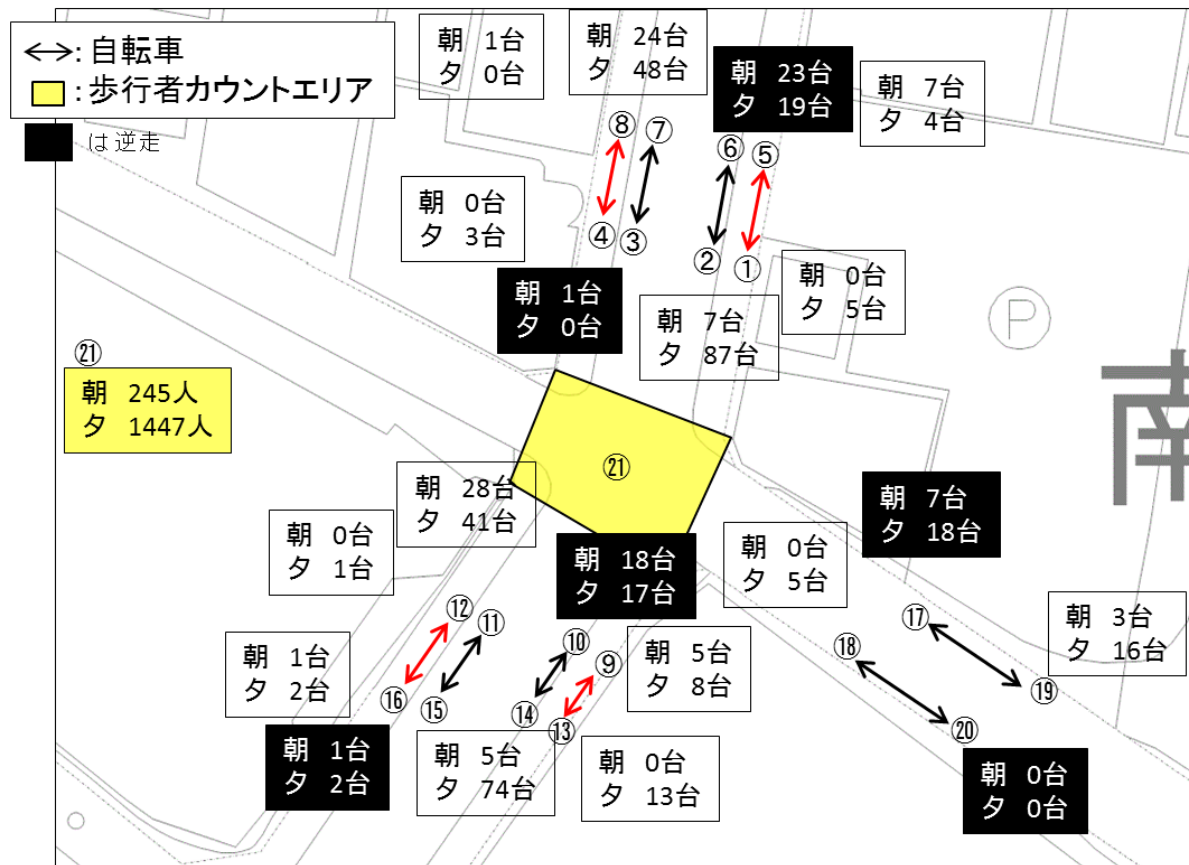 ↔: 自転車
: 歩行者カウントエリア
は逆走
朝 1台
夕 0台
朝 24台
夕 48台
朝 23台
夕 19台
朝 7台
夕 4台
⑧
⑦
⑥
⑤
朝 0台
夕 3台
④
③
②
①
朝 1台
夕 0台
朝 7台
夕 87台
朝 0台
夕 5台
P
南
㉑
朝 245人
夕 1447人
㉑
朝 28台
夕 41台
朝 0台
夕 1台
朝 18台
夕 17台
朝 0台
夕 5台
朝 7台
夕 18台
⑫
⑪
⑩
⑨
⑰
⑱
朝 3台
夕 16台
朝 1台
夕 2台
朝 5台
夕 8台
⑯
⑮
⑭
⑬
⑲
⑳
朝 1台
夕 2台
朝 5台
夕 74台
朝 0台
夕 13台
朝 0台
夕 0台